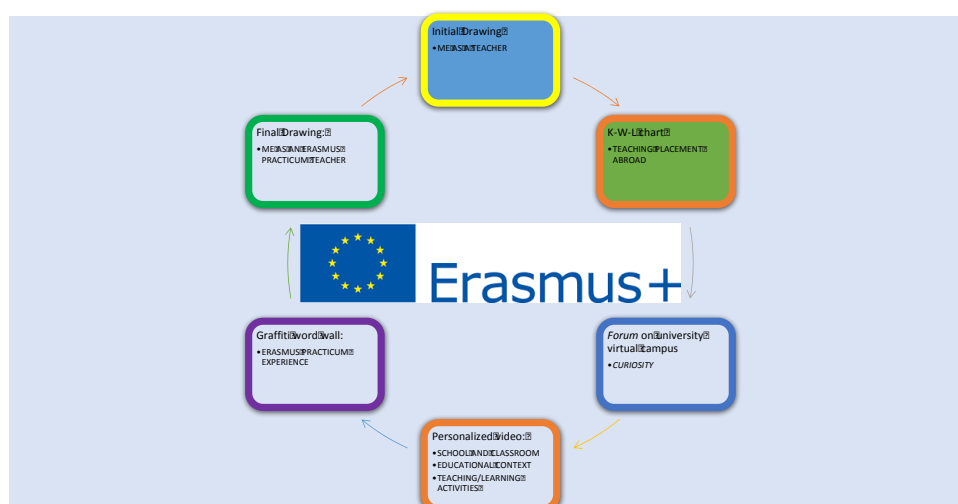 Initial Drawing:
•ME AS A TEACHER
K-W-L chart
•TEACHING PLACEMENT
ABROAD
Forum on university
virtual campus
•CURIOSITY
Personalized video:
•SCHOOL AND CLASSROOM
•EDUCATIONAL CONTEXT
•TEACHING/LEARNING
ACTIVITIES
Graffiti word wall:
•ERASMUS PRACTICUM
EXPERIENCE
Final Drawing:
•ME AS AN ERASMUS
PRACTICUM TEACHER
Erasmus+